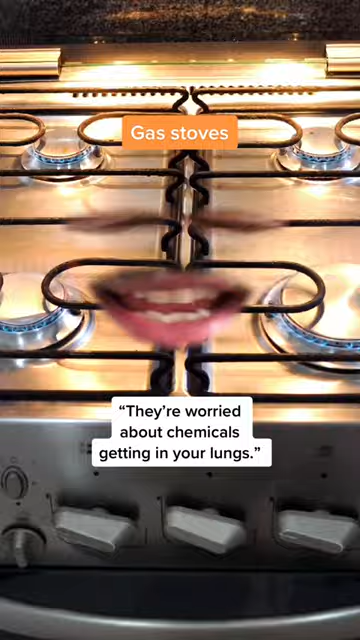 Gas stoves
“They’re worried
about chemicals
getting in your lungs.”